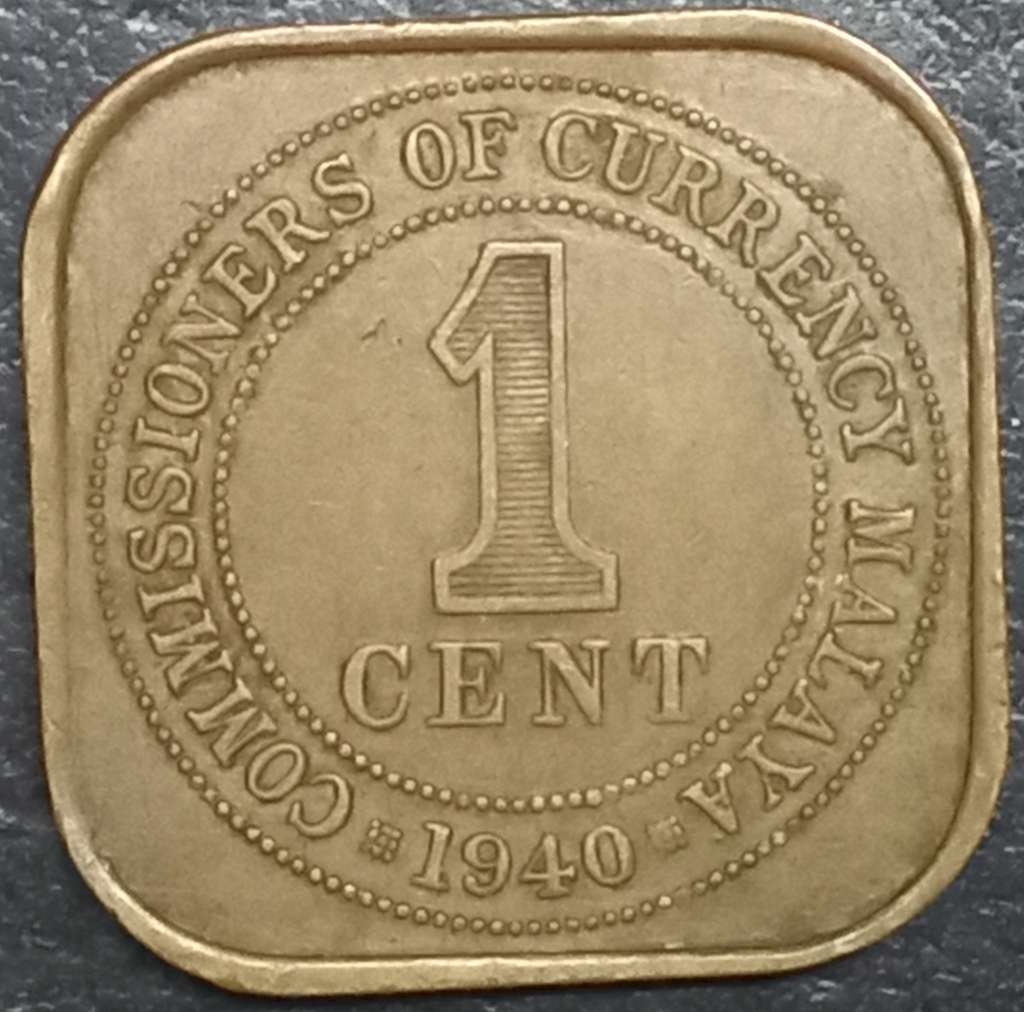 COMMISSIONERS OF CURRENCY MALAYA
1
CENT
1940